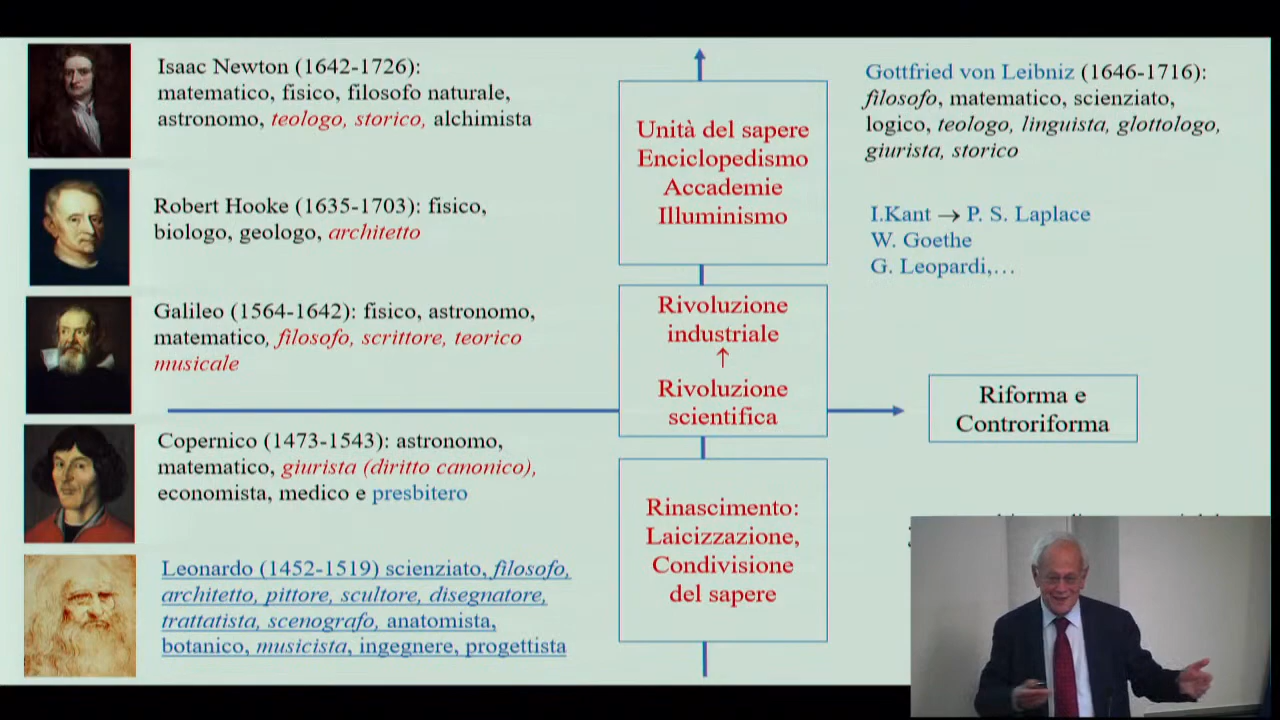 Isaac Newton (1642-1726):
matematico, fisico, filosofo naturale,
astronomo, teologo, storico, alchimista
Robert Hooke (1635-1703): fisico,
biologo, geologo, architetto
Galileo (1564-1642): fisico, astronomo,
matematico, filosofo, scrittore, teorico
musicale
Copernico (1473-1543): astronomo,
matematico, giurista (diritto canonico),
economista, medico e presbitero
Leonardo (1452-1519) scienziato, filosofo,
architetto, pittore, scultore, disegnatore,
trattatista, scenografo, anatomista,
botanico, musicista, ingegnere, progettista
Unità del sapere
Enciclopedismo
Accademie
Illuminismo
Rivoluzione
industriale
↑
Rivoluzione
scientifica
Rinascimento:
Laicizzazione,
Condivisione
del sapere
Gottfried von Leibniz (1646-1716):
filosofo, matematico, scienziato,
logico, teologo, linguista, glottologo,
giurista, storico
I.Kant → P. S. Laplace
W. Goethe
G. Leopardi,…
Riforma e
Controriforma